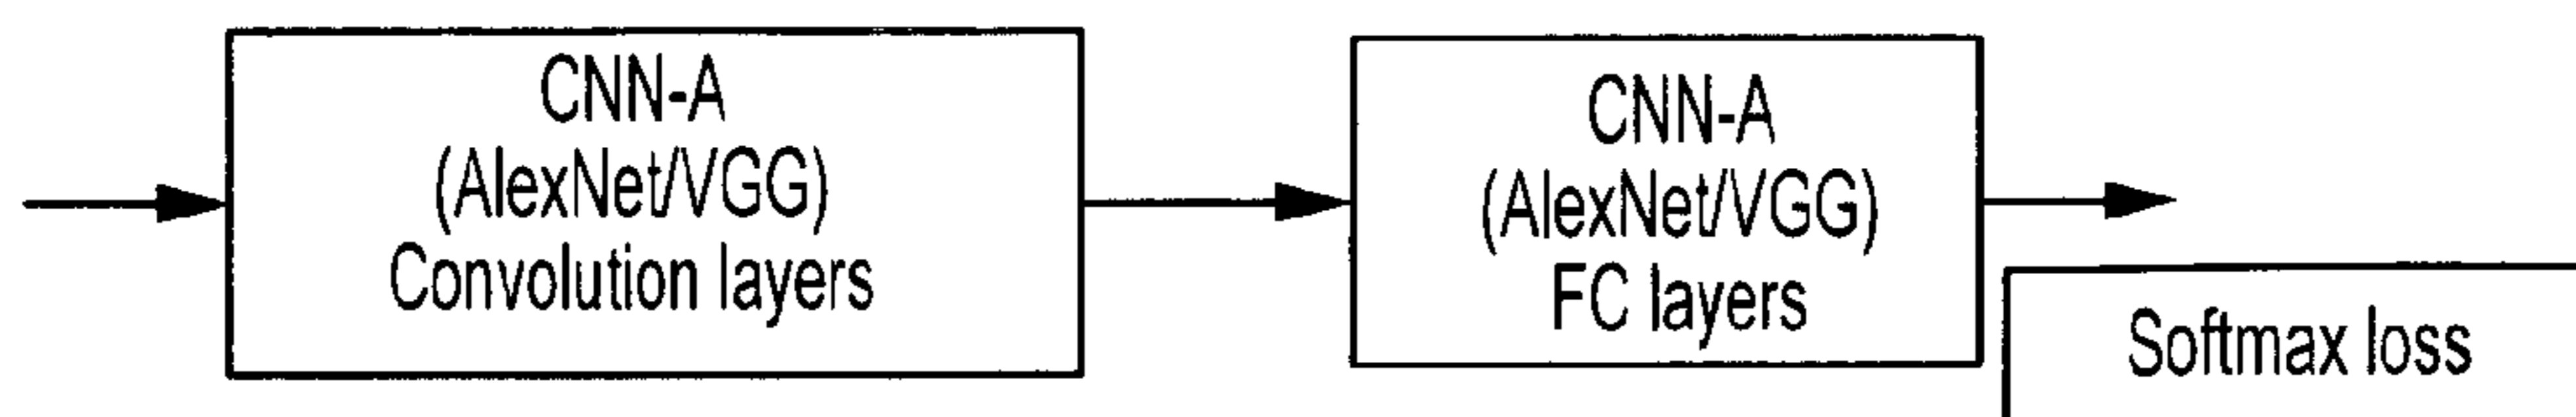 CNN-A
(AlexNet/VGG)
Convolution layers
CNN-A
(AlexNet/VGG)
FC layers
Softmax loss